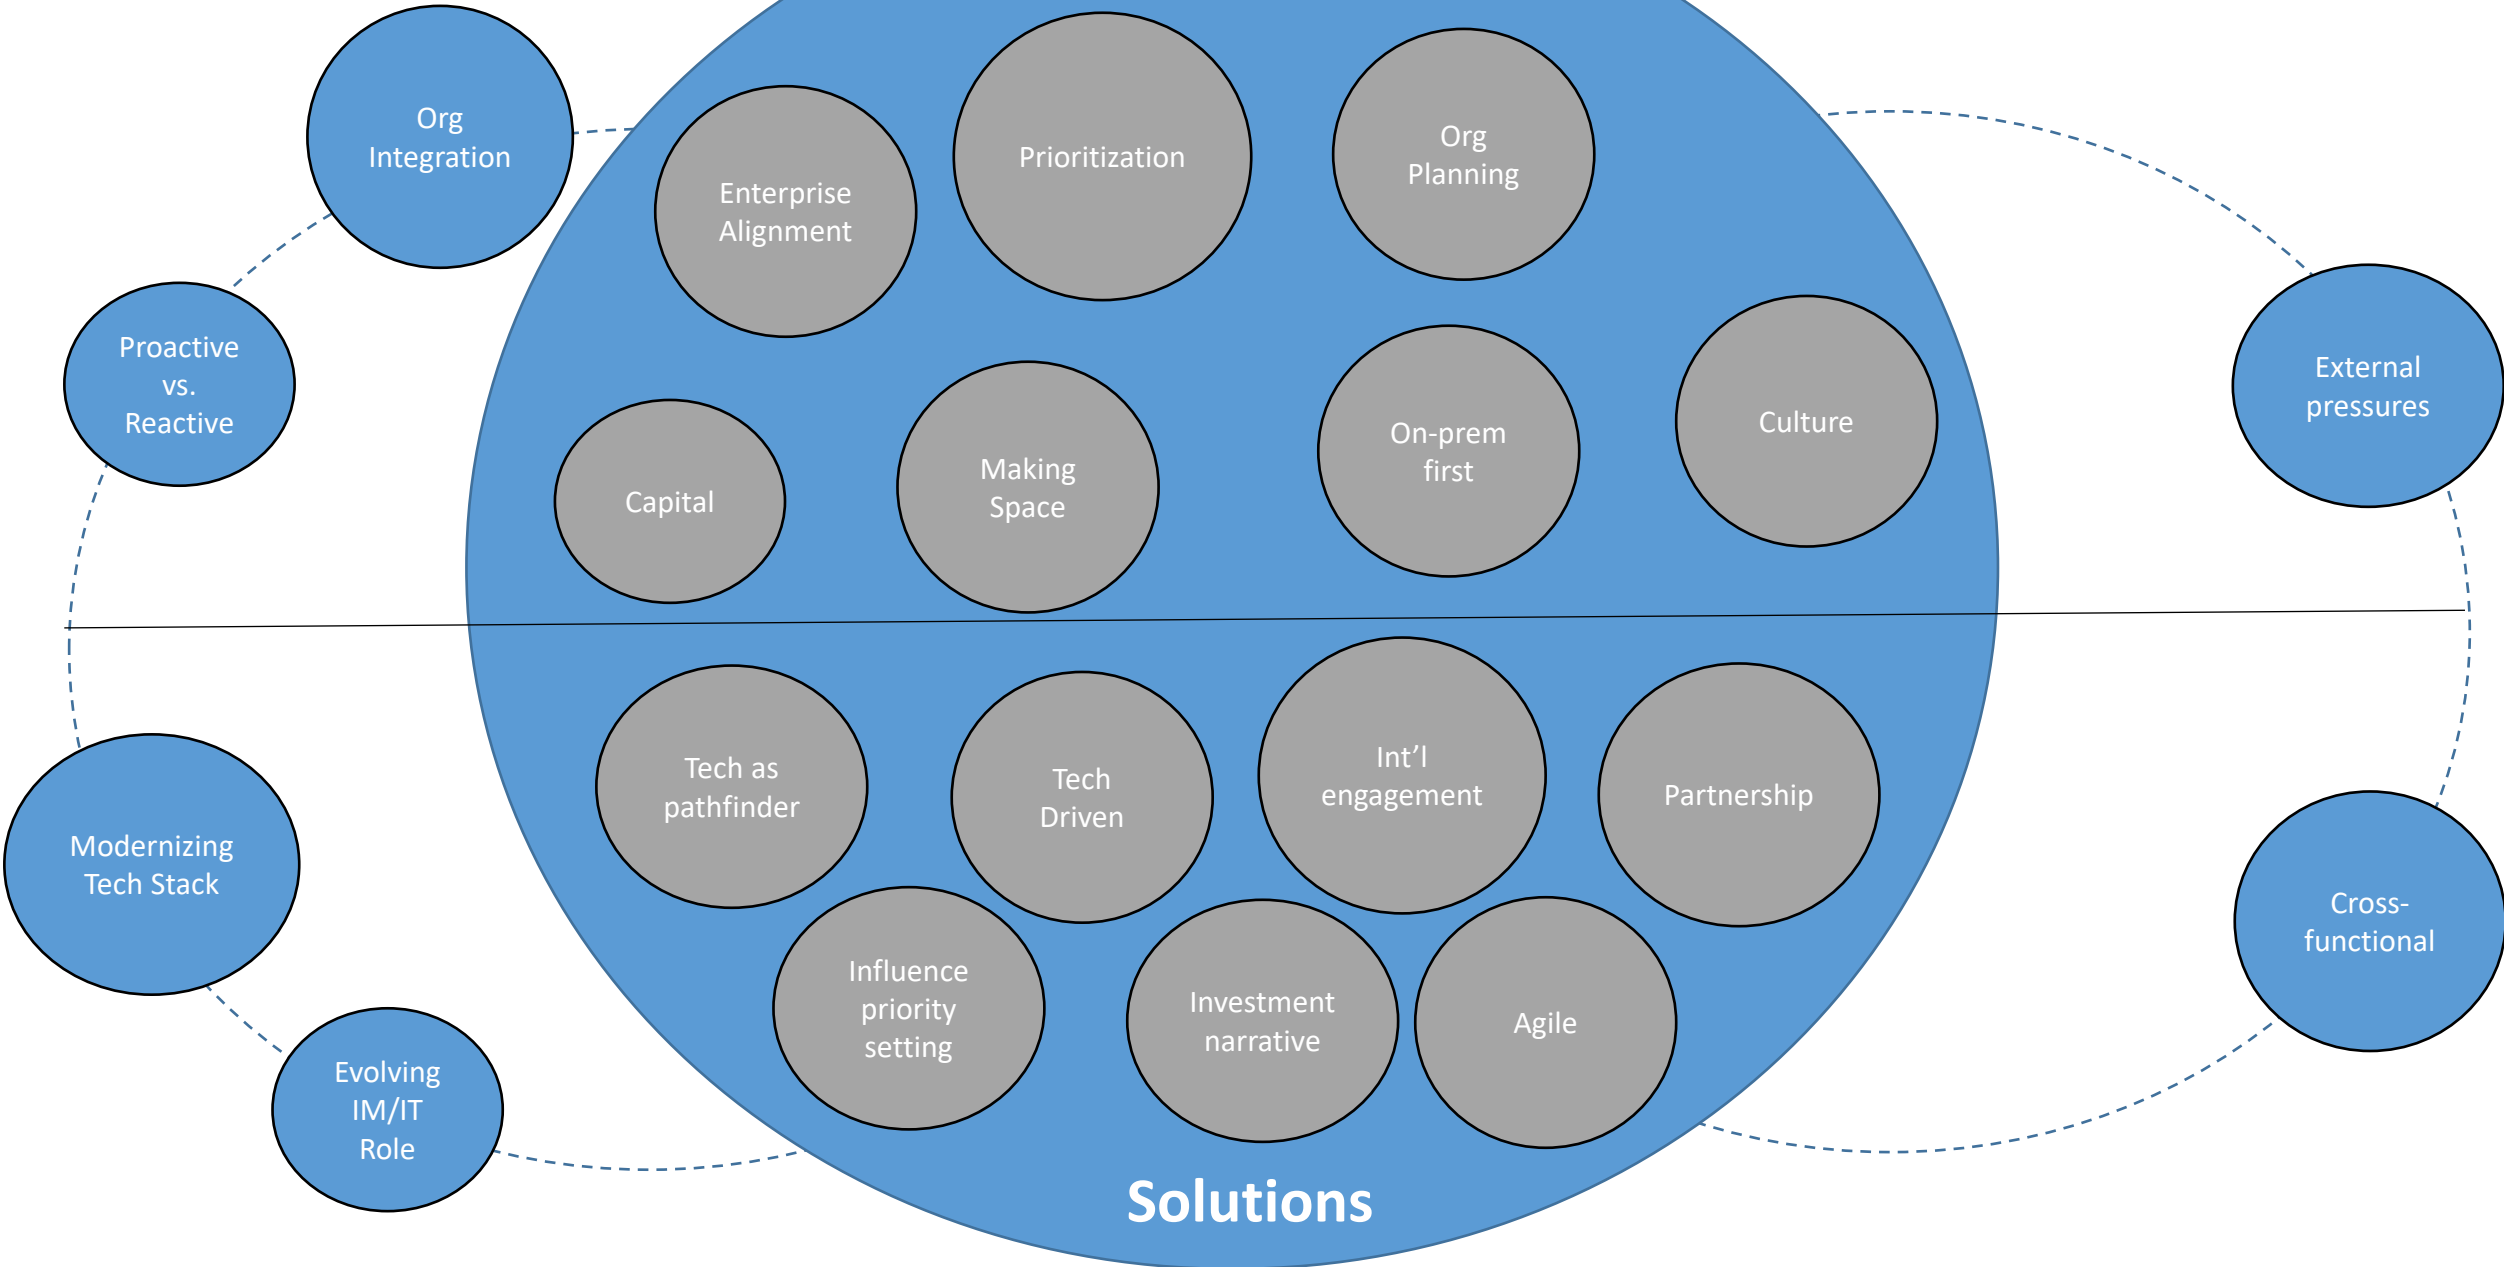 Org
Integration
Prioritization
Org
Planning
Enterprise
Alignment
Proactive
vs.
Reactive
External
pressures
Culture
On-prem
first
Making
Space
Capital
Tech as
pathfinder
Tech
Driven
Int’l
engagement
Partnership
Modernizing
Tech Stack
Cross-
functional
Influence
priority
setting
Investment
narrative
Agile
Evolving
IM/IT
Role
Solutions